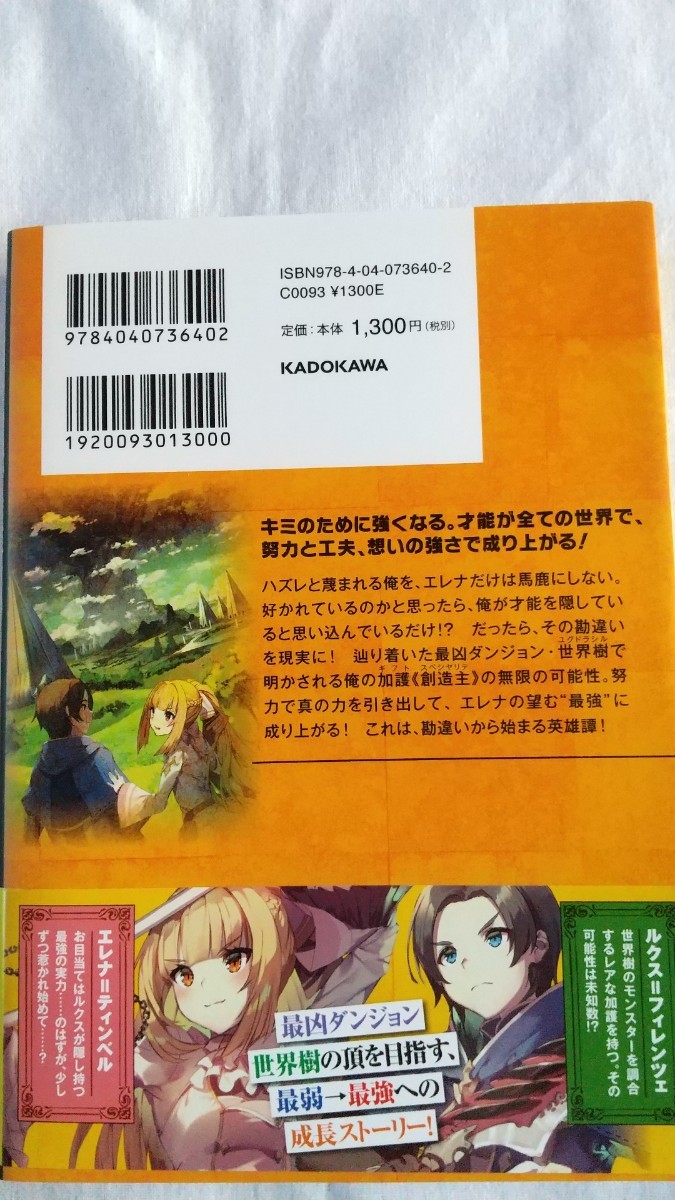 ISBN978-4-04-073640-2
C0093 ¥1300E
定価:本体 1,300円(税別)
KADOKAWA
9784040736402
1920093013000
キミのために強くなる。才能が全ての世界で、
努力と工夫、想いの強さで成り上がる!
ハズレと蔑まれる俺を、エレナだけは馬鹿にしない。
好かれているのかと思ったら、俺が才能を隠してい
ると思い込んでいるだけ!? だったら、その勘違い
ユグドラシル
を現実に! 辿り着いた最凶ダンジョン・世界樹で
ギフト スペシャリテ
明かされる俺の加護《創造主》の無限の可能性。努
力で真の力を引き出して、エレナの望む“最強”に
成り上がる! これは、勘違いから始まる英雄譚!
ルクス=フィレンツェ
世界樹のモンスターを調合
するレアな加護を持つ。その
可能性は未知数!?
エレナ=ティンベル
お目当てはルクスが隠し持つ
最強の実力……のはずが、少し
ずつ惹かれ始めて……?
最凶ダンジョン
世界樹の頂を目指す、
最弱→最強への
成長ストーリー!